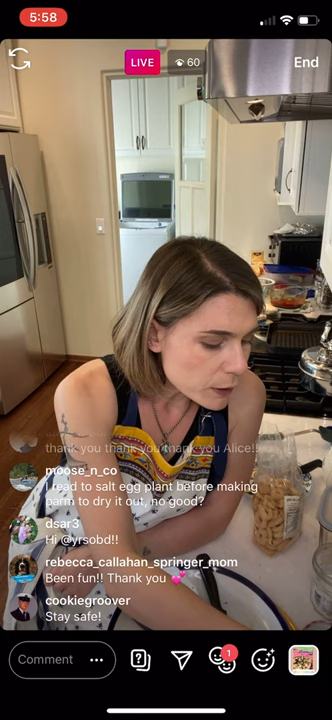 5:58
LIVE
60
End
thank you thank you thank you Alice!!
moose_n_co
I read to salt egg plant before making
parm to dry it out, no good?
dsar3
Hi @yrsobd!!
rebecca_callahan_springer_mom
Been fun!! Thank you 💕
cookiegroover
Stay safe!
Comment
1